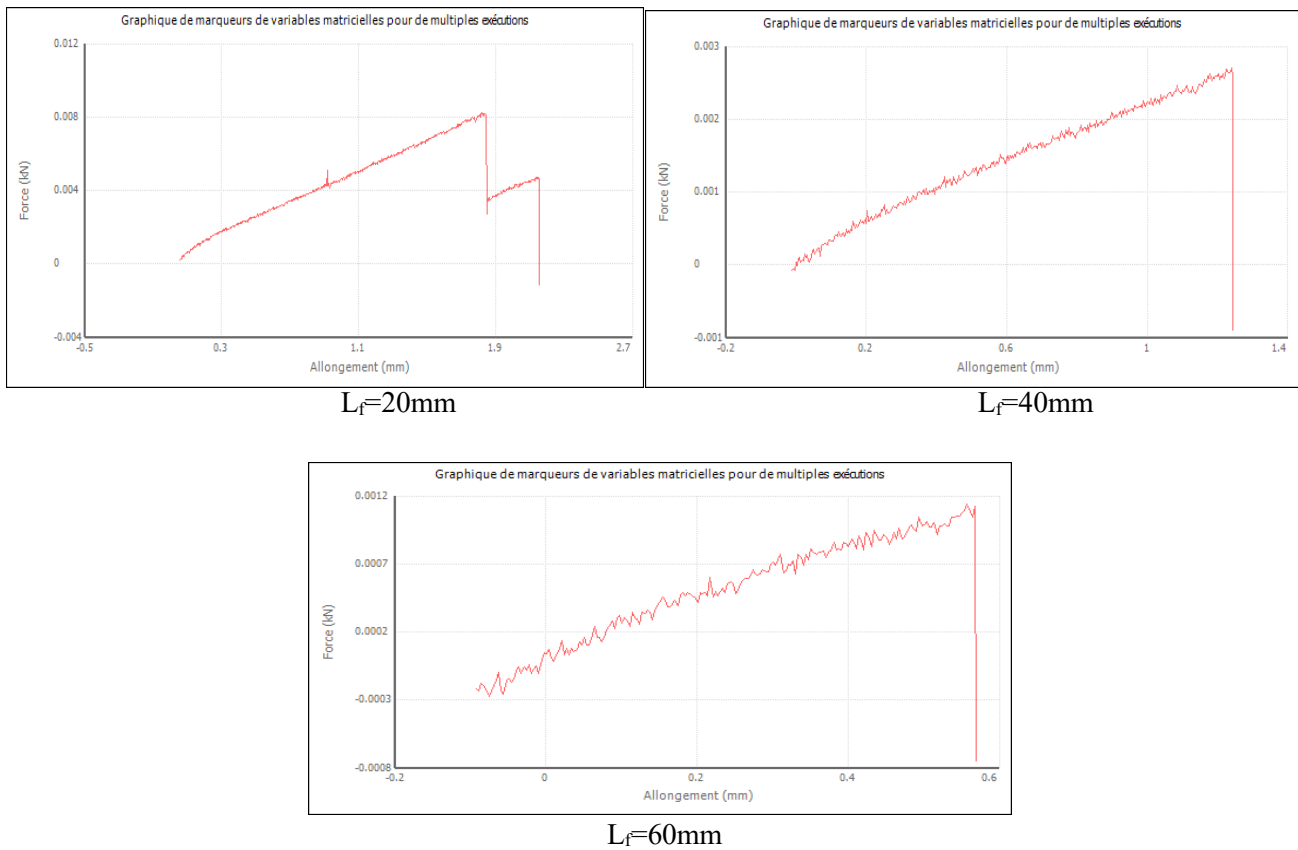 Graphique de marqueurs de variables matricielles pour de multiples exécutions
0.012
0.008
0.004
0
-0.004
Force (kN)
-0.5 0.3 1.1 1.9 2.7
Allongement (mm)
Lf=20mm
Graphique de marqueurs de variables matricielles pour de multiples exécutions
0.003
0.002
0.001
0
-0.001
Force (kN)
-0.2 0.2 0.6 1 1.4
Allongement (mm)
Lf=40mm
Graphique de marqueurs de variables matricielles pour de multiples exécutions
0.0012
0.0007
0.0002
-0.0003
-0.0008
Force (kN)
-0.2 0 0.2 0.4 0.6
Allongement (mm)
Lf=60mm